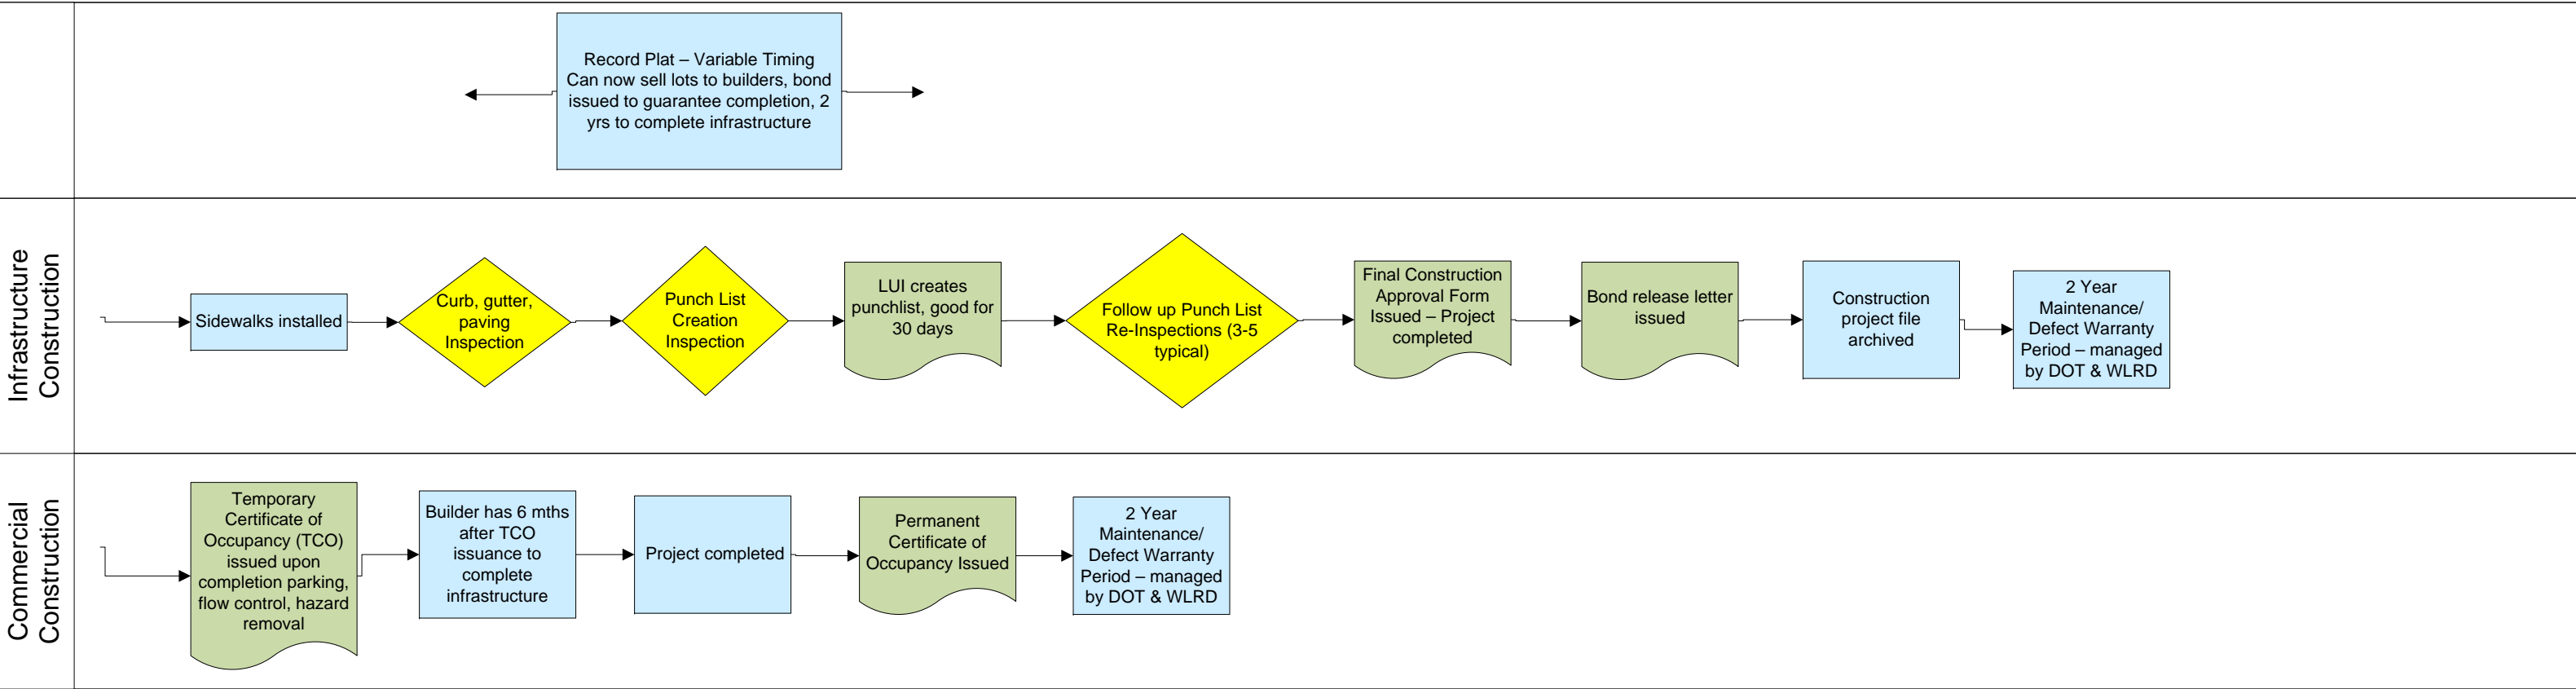 Record Plat – Variable Timing
Can now sell lots to builders, bond
issued to guarantee completion, 2
yrs to complete infrastructure
Infrastructure
Construction
Sidewalks installed
Curb, gutter,
paving
Inspection
Punch List
Creation
Inspection
LUI creates
punchlist, good for
30 days
Follow up Punch List
Re-Inspections (3-5
typical)
Final Construction
Approval Form
Issued – Project
completed
Bond release letter
issued
Construction
project file
archived
2 Year
Maintenance/
Defect Warranty
Period – managed
by DOT & WLRD
Commercial
Construction
Temporary
Certificate of
Occupancy (TCO)
issued upon
completion parking,
flow control, hazard
removal
Builder has 6 mths
after TCO
issuance to
complete
infrastructure
Project completed
Permanent
Certificate of
Occupancy Issued
2 Year
Maintenance/
Defect Warranty
Period – managed
by DOT & WLRD